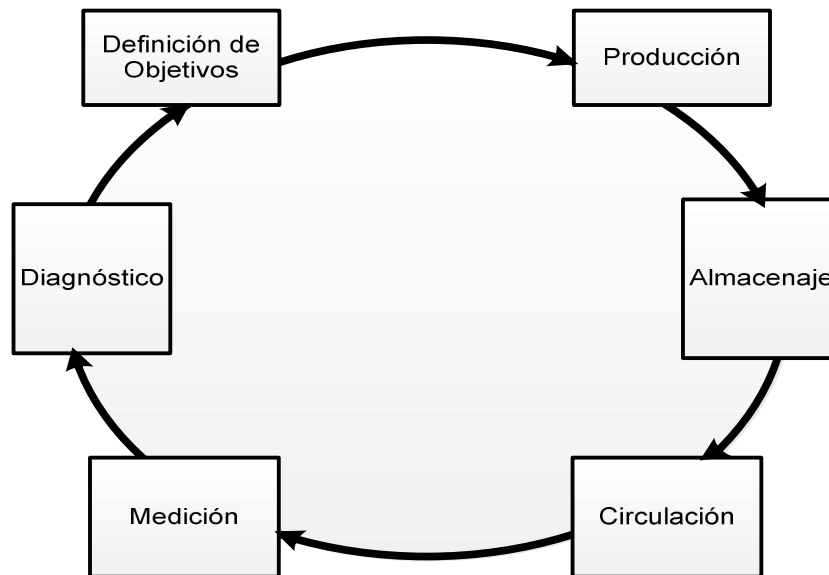 Definición de
Objetivos
Producción
Almacenaje
Circulación
Medición
Diagnóstico